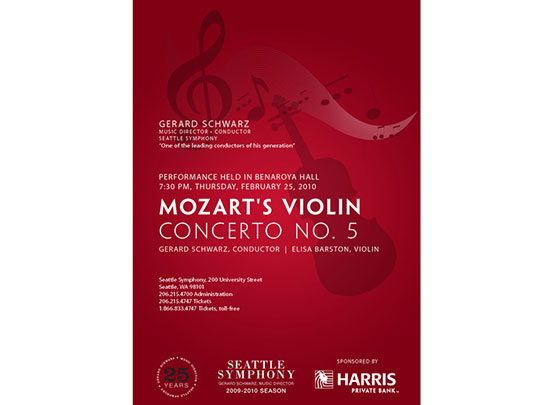 GERARD SCHWARZ
MUSIC DIRECTOR • CONDUCTOR
SEATTLE SYMPHONY
"One of the leading conductors of his generation"
PERFORMANCE HELD IN BENAROYA HALL
7:30 PM, THURSDAY, FEBRUARY 25, 2010
MOZART'S VIOLIN
CONCERTO NO. 5
GERARD SCHWARZ, CONDUCTOR | ELISA BARSTON, VIOLIN
Seattle Symphony, 200 University Street
Seattle, WA 98101
206.215.4700 Administration
206.215.4747 Tickets
1.866.833.4747 Tickets, toll-free
25
YEARS
SEATTLE
SYMPHONY
GERARD SCHWARZ, MUSIC DIRECTOR
2009-2010 SEASON
SPONSORED BY
HARRIS
PRIVATE BANK™